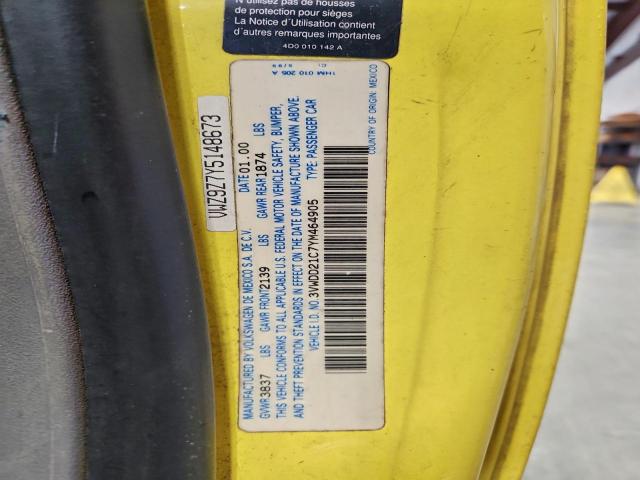 N'utilisez pas de housses
de protection pour sièges
La Notice d'Utilisation contient
d'autres remarques importantes
4D0 010 142 A
VWZ9Z7Y5148673
1HM 010 205 A
MANUFACTURED BY VOLKSWAGEN DE MEXICO S.A. DE C.V. DATE 01.00
GVWR 3837 LBS GAWR FRONT 2139 LBS GAWR REAR 1874 LBS
THIS VEHICLE CONFORMS TO ALL APPLICABLE U.S. FEDERAL MOTOR VEHICLE SAFETY, BUMPER,
AND THEFT PREVENTION STANDARDS IN EFFECT ON THE DATE OF MANUFACTURE SHOWN ABOVE.
VEHICLE I.D. NO. 3VWDD21C7YM464905 TYPE: PASSENGER CAR
COUNTRY OF ORIGIN: MEXICO